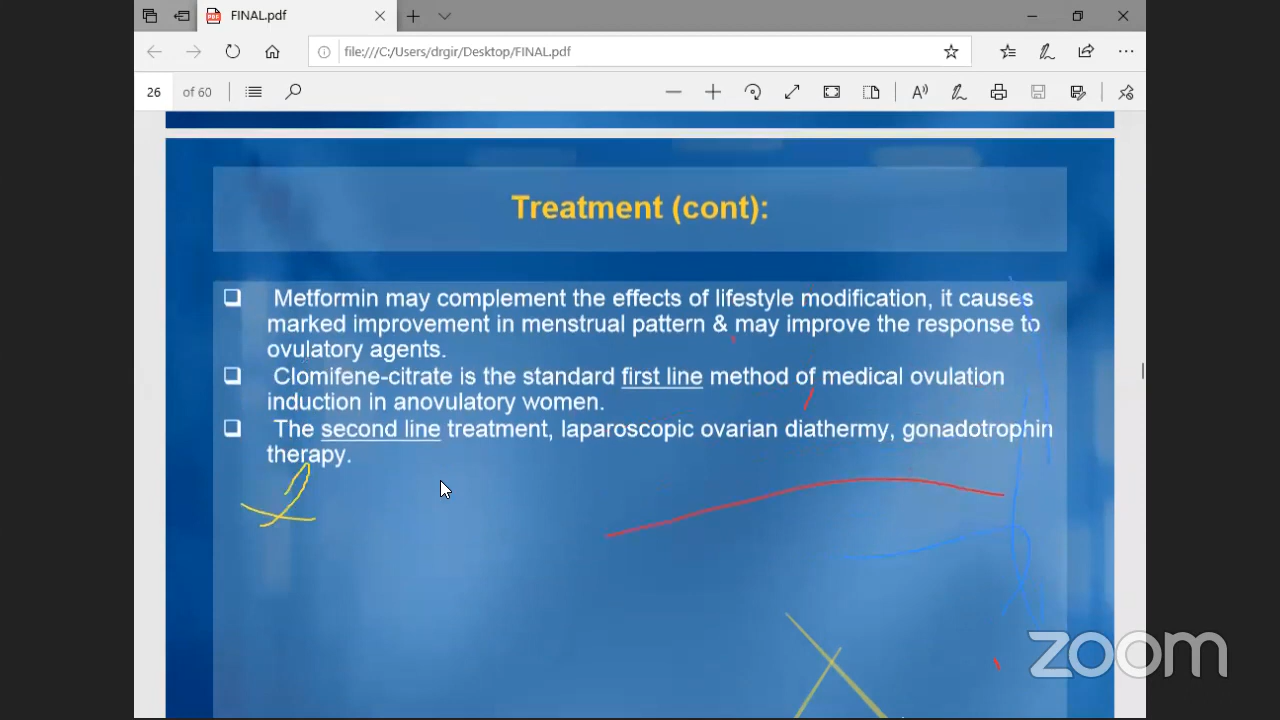 FINAL.pdf
file:///C:/Users/drgir/Desktop/FINAL.pdf
26 of 60
Treatment (cont):
Metformin may complement the effects of lifestyle modification, it causes
marked improvement in menstrual pattern & may improve the response to
ovulatory agents.
Clomifene-citrate is the standard first line method of medical ovulation
induction in anovulatory women.
The second line treatment, laparoscopic ovarian diathermy, gonadotrophin
therapy.
zoom